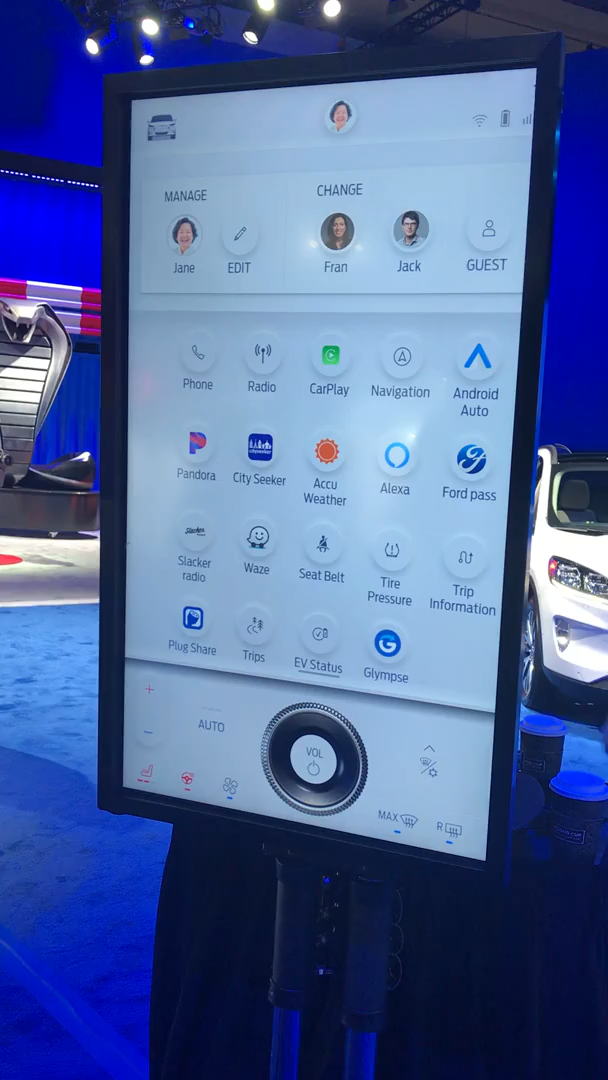 MANAGE
CHANGE
Jane
EDIT
Fran
Jack
GUEST
Phone
Radio
CarPlay
Navigation
Android
Auto
Pandora
cityseeker
City Seeker
Accu
Weather
Alexa
Ford pass
Slacker
Slacker
radio
Waze
Seat Belt
Tire
Pressure
Trip
Information
Plug Share
Trips
EV Status
Glympse
+
−
AUTO
VOL
MAX
R